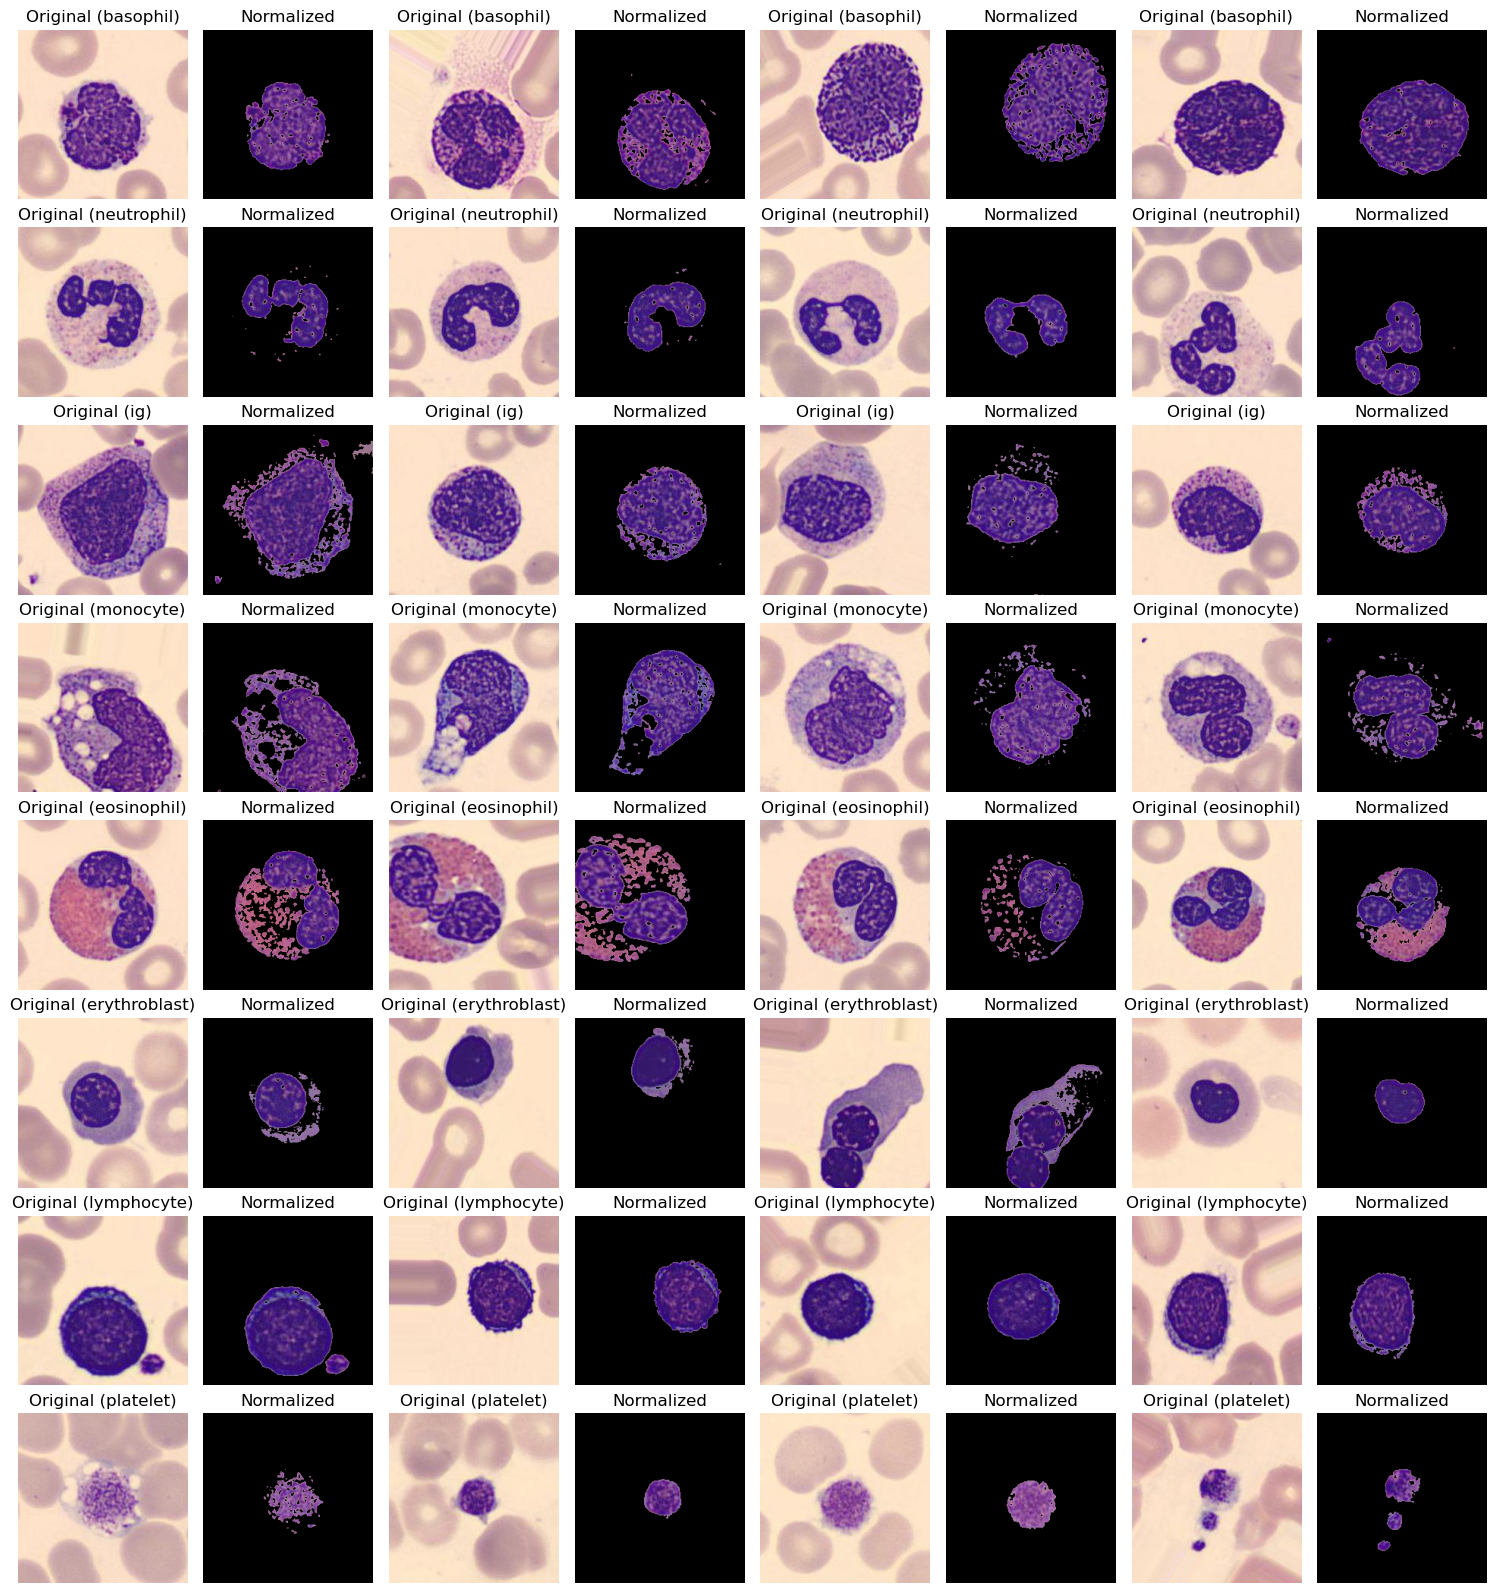 Original (basophil) Normalized Original (basophil) Normalized Original (basophil) Normalized Original (basophil) Normalized
Original (neutrophil) Normalized Original (neutrophil) Normalized Original (neutrophil) Normalized Original (neutrophil) Normalized
Original (ig) Normalized Original (ig) Normalized Original (ig) Normalized Original (ig) Normalized
Original (monocyte) Normalized Original (monocyte) Normalized Original (monocyte) Normalized Original (monocyte) Normalized
Original (eosinophil) Normalized Original (eosinophil) Normalized Original (eosinophil) Normalized Original (eosinophil) Normalized
Original (erythroblast) Normalized Original (erythroblast) Normalized Original (erythroblast) Normalized Original (erythroblast) Normalized
Original (lymphocyte) Normalized Original (lymphocyte) Normalized Original (lymphocyte) Normalized Original (lymphocyte) Normalized
Original (platelet) Normalized Original (platelet) Normalized Original (platelet) Normalized Original (platelet) Normalized